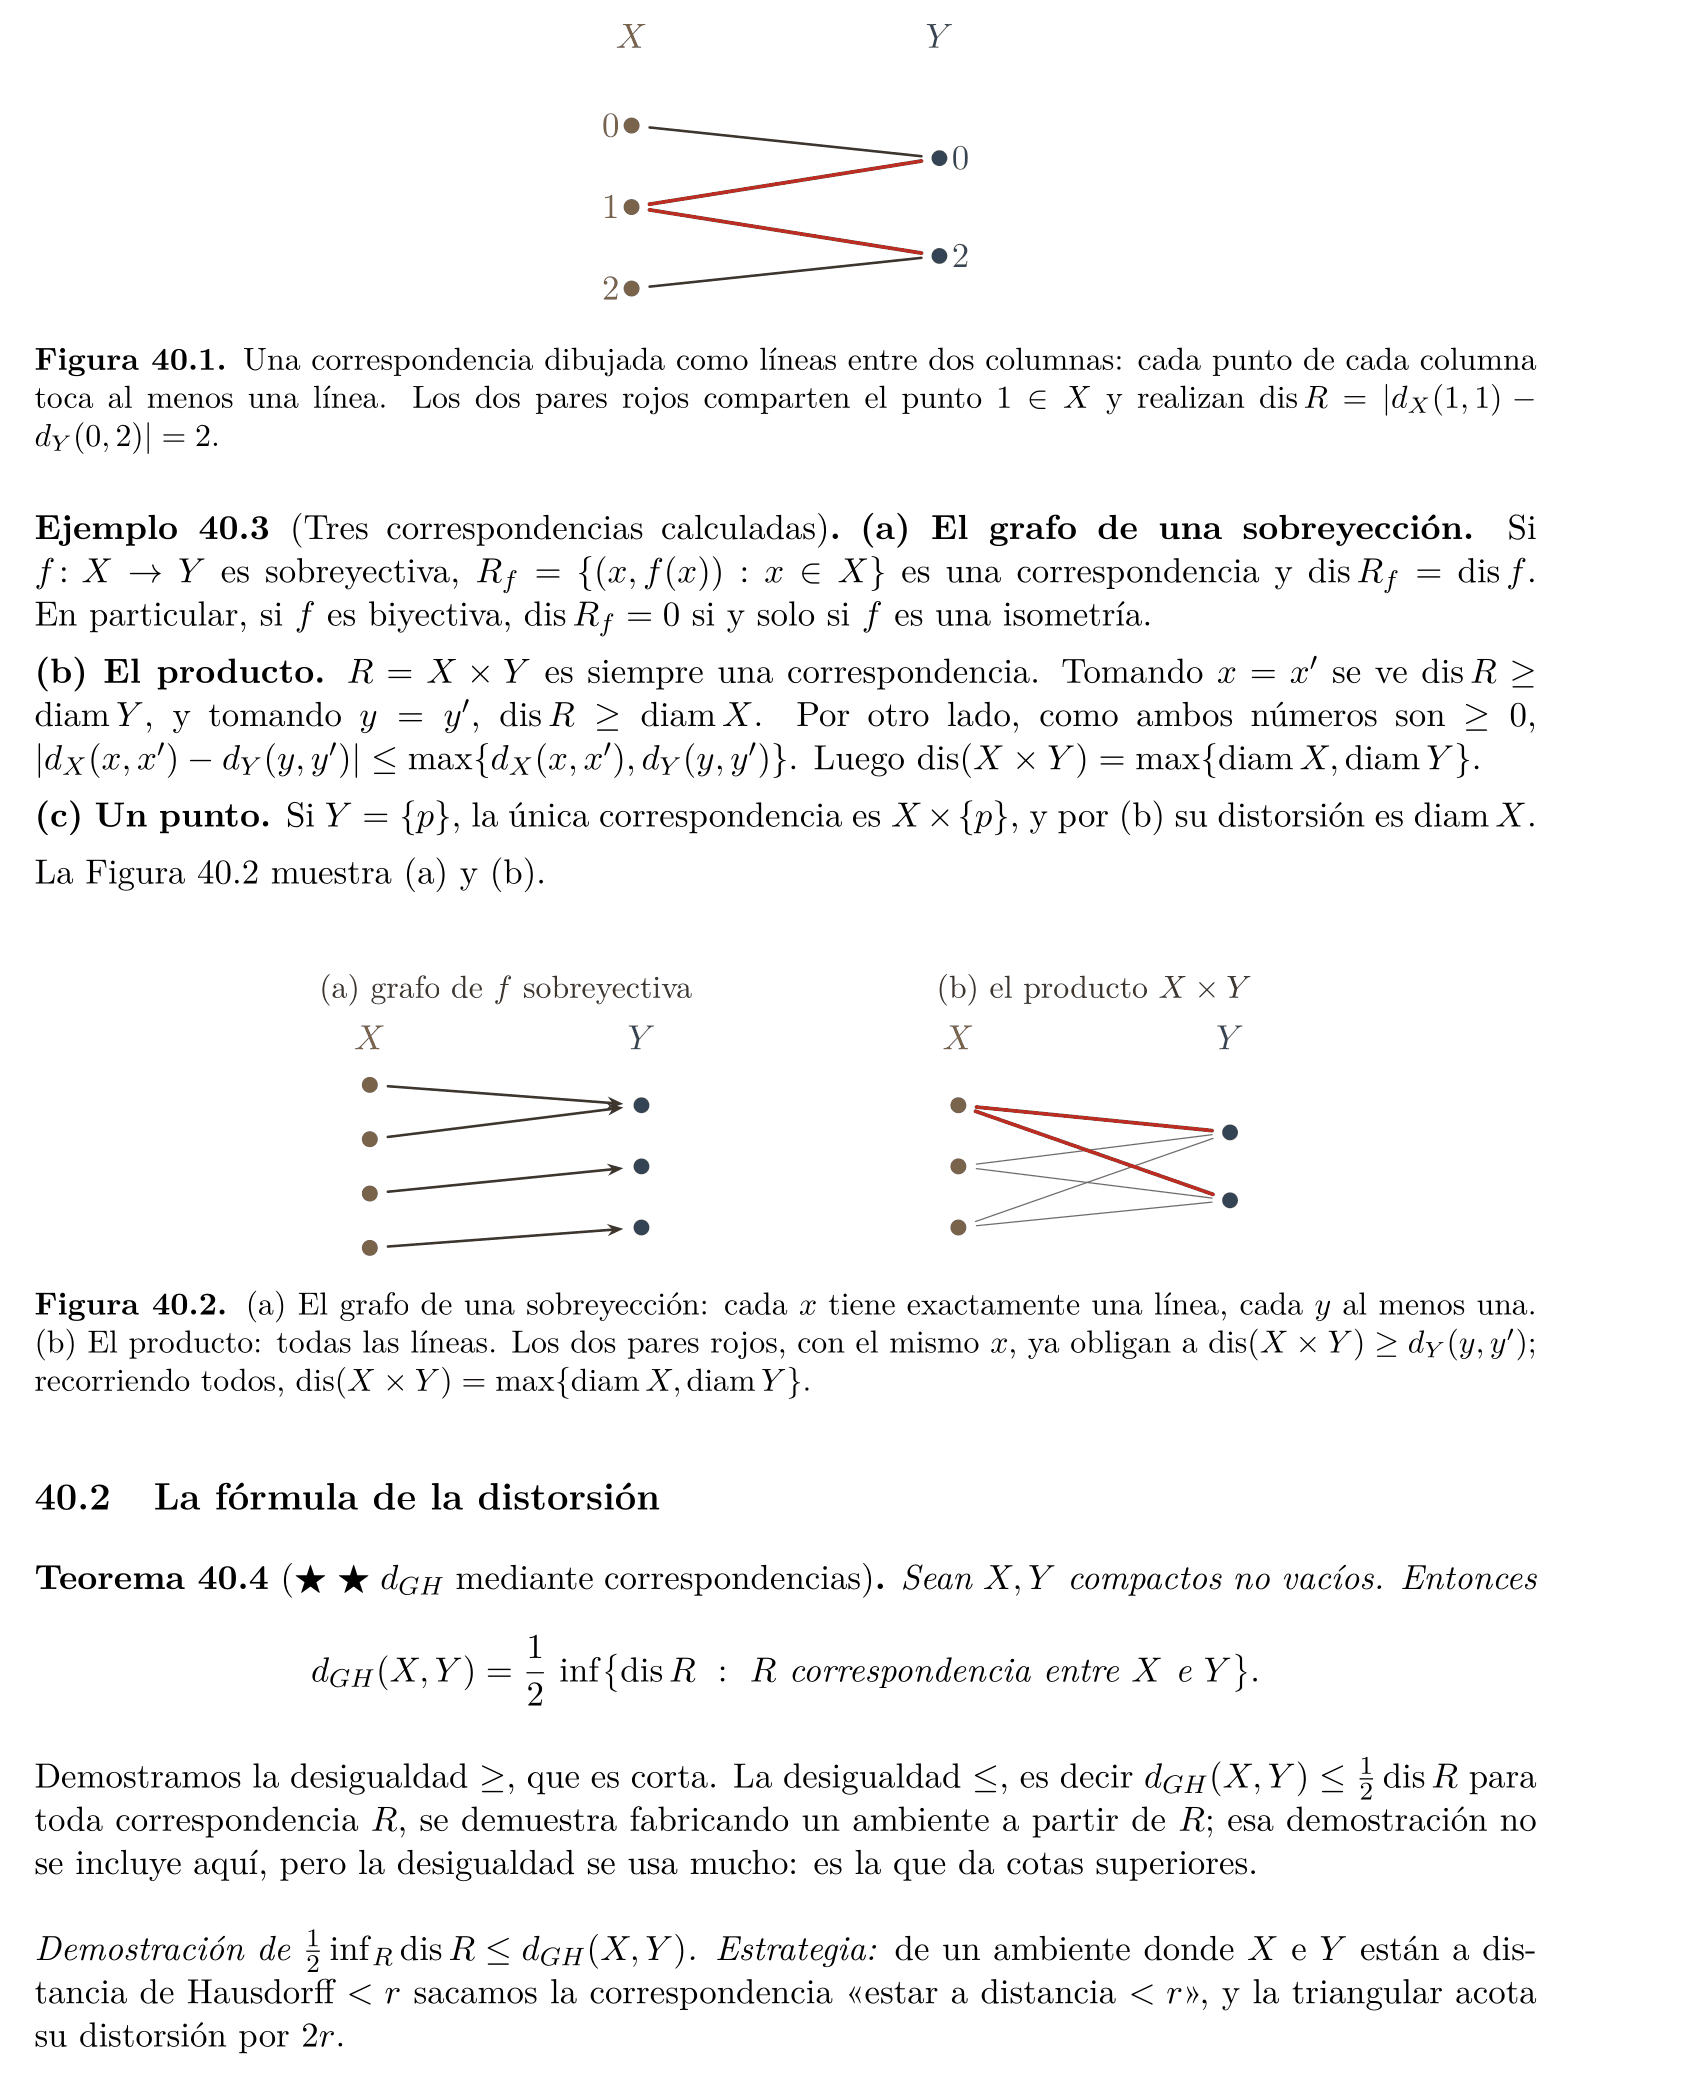 X Y
0
0
1
2
2
Figura 40.1. Una correspondencia dibujada como líneas entre dos columnas: cada punto de cada columna
toca al menos una línea. Los dos pares rojos comparten el punto 1 ∈ X y realizan dis R = |d_X(1, 1) −
d_Y(0, 2)| = 2.
Ejemplo 40.3 (Tres correspondencias calculadas). (a) El grafo de una sobreyección. Si
f : X → Y es sobreyectiva, R_f = {(x, f(x)) : x ∈ X} es una correspondencia y dis R_f = dis f.
En particular, si f es biyectiva, dis R_f = 0 si y solo si f es una isometría.
(b) El producto. R = X × Y es siempre una correspondencia. Tomando x = x′ se ve dis R ≥
diam Y, y tomando y = y′, dis R ≥ diam X. Por otro lado, como ambos números son ≥ 0,
|d_X(x, x′) − d_Y(y, y′)| ≤ max{d_X(x, x′), d_Y(y, y′)}. Luego dis(X × Y) = max{diam X, diam Y}.
(c) Un punto. Si Y = {p}, la única correspondencia es X × {p}, y por (b) su distorsión es diam X.
La Figura 40.2 muestra (a) y (b).
(a) grafo de f sobreyectiva
X Y
(b) el producto X × Y
X Y
Figura 40.2. (a) El grafo de una sobreyección: cada x tiene exactamente una línea, cada y al menos una.
(b) El producto: todas las líneas. Los dos pares rojos, con el mismo x, ya obligan a dis(X × Y) ≥ d_Y(y, y′);
recorriendo todos, dis(X × Y) = max{diam X, diam Y}.
40.2 La fórmula de la distorsión
Teorema 40.4 (★ ★ d_GH mediante correspondencias). Sean X, Y compactos no vacíos. Entonces
d_GH(X, Y) = 1/2 inf{dis R : R correspondencia entre X e Y}.
Demostramos la desigualdad ≥, que es corta. La desigualdad ≤, es decir d_GH(X, Y) ≤ 1/2 dis R para
toda correspondencia R, se demuestra fabricando un ambiente a partir de R; esa demostración no
se incluye aquí, pero la desigualdad se usa mucho: es la que da cotas superiores.
Demostración de 1/2 inf_R dis R ≤ d_GH(X, Y). Estrategia: de un ambiente donde X e Y están a dis-
tancia de Hausdorff < r sacamos la correspondencia «estar a distancia < r», y la triangular acota
su distorsión por 2r.